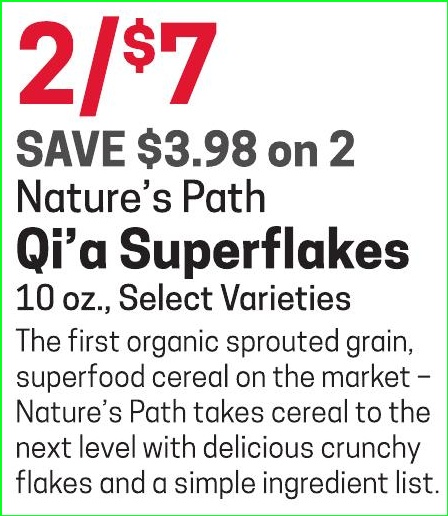 2/$7
SAVE $3.98 on 2
Nature's Path
Qi'a Superflakes
10 oz., Select Varieties
The first organic sprouted grain,
superfood cereal on the market –
Nature's Path takes cereal to the
next level with delicious crunchy
flakes and a simple ingredient list.